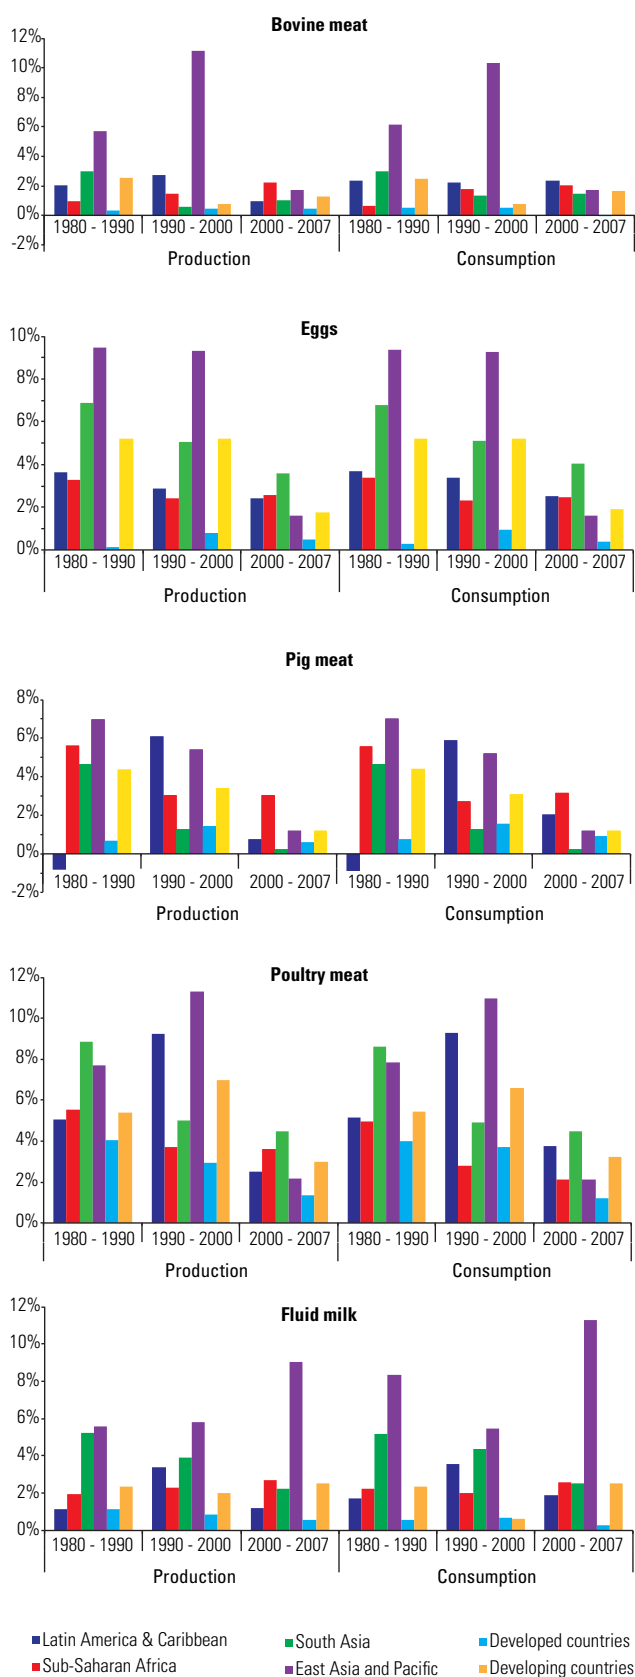 Bovine meat
12%
10%
8%
6%
4%
2%
0%
-2%
1980 - 1990 1990 - 2000 2000 - 2007 1980 - 1990 1990 - 2000 2000 - 2007
Production Consumption
Eggs
10%
8%
6%
4%
2%
0%
1980 - 1990 1990 - 2000 2000 - 2007 1980 - 1990 1990 - 2000 2000 - 2007
Production Consumption
Pig meat
8%
6%
4%
2%
0%
-2%
1980 - 1990 1990 - 2000 2000 - 2007 1980 - 1990 1990 - 2000 2000 - 2007
Production Consumption
Poultry meat
12%
10%
8%
6%
4%
2%
0%
1980 - 1990 1990 - 2000 2000 - 2007 1980 - 1990 1990 - 2000 2000 - 2007
Production Consumption
Fluid milk
12%
10%
8%
6%
4%
2%
0%
1980 - 1990 1990 - 2000 2000 - 2007 1980 - 1990 1990 - 2000 2000 - 2007
Production Consumption
Latin America & Caribbean South Asia Developed countries
Sub-Saharan Africa East Asia and Pacific Developing countries